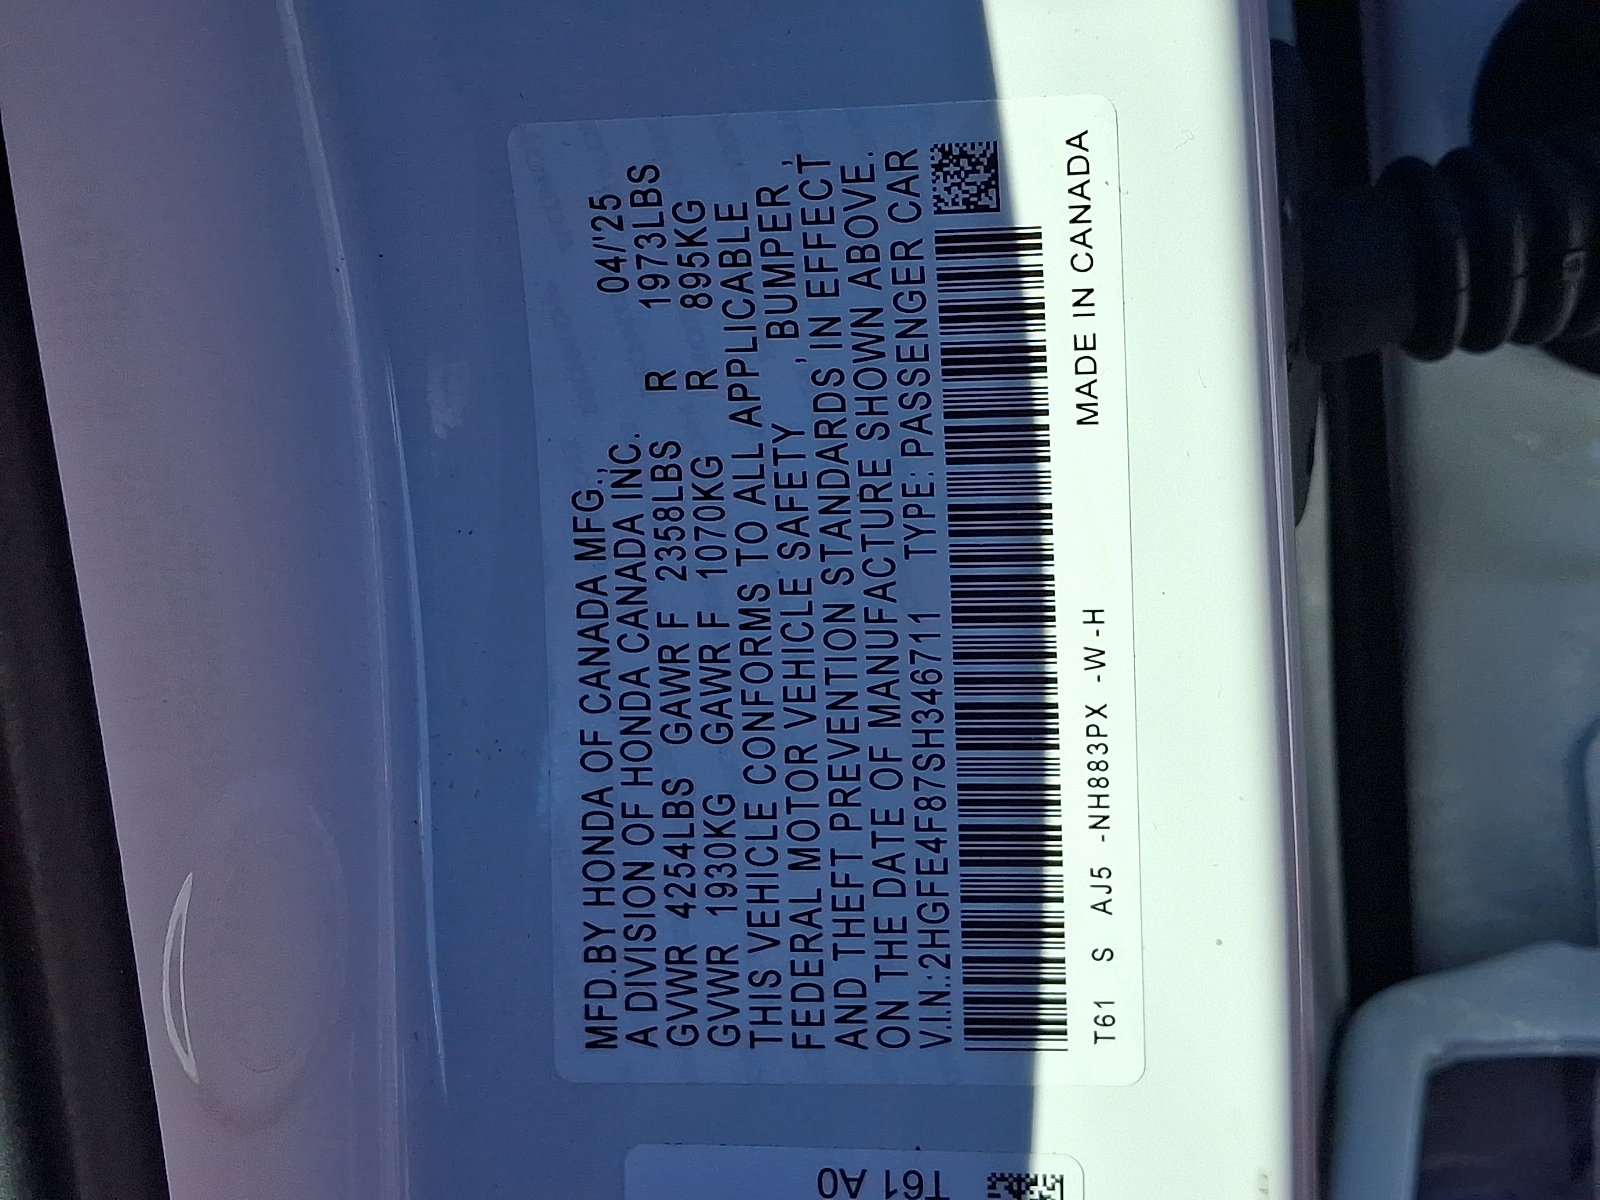 MFD.BY HONDA OF CANADA MFG., 04/'25
A DIVISION OF HONDA CANADA INC.
GVWR 4254LBS GAWR F 2358LBS R 1973LBS
GVWR 1930KG GAWR F 1070KG R 895KG
THIS VEHICLE CONFORMS TO ALL APPLICABLE
FEDERAL MOTOR VEHICLE SAFETY, BUMPER,
AND THEFT PREVENTION STANDARDS IN EFFECT
ON THE DATE OF MANUFACTURE SHOWN ABOVE.
V.I.N.:2HGFE4F87SH346711 TYPE: PASSENGER CAR
T61 S AJ5 -NH883PX -W-H MADE IN CANADA
T61 A0